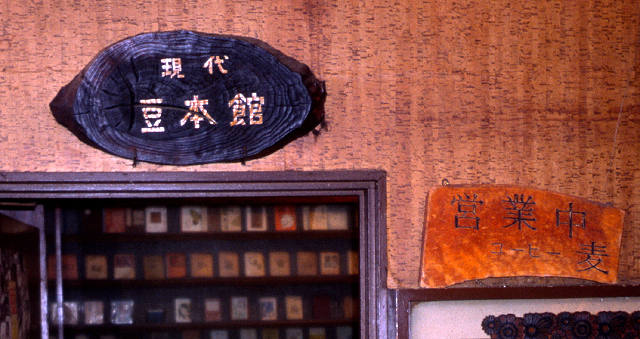 現代
豆本館
営業中
コーヒー 麦